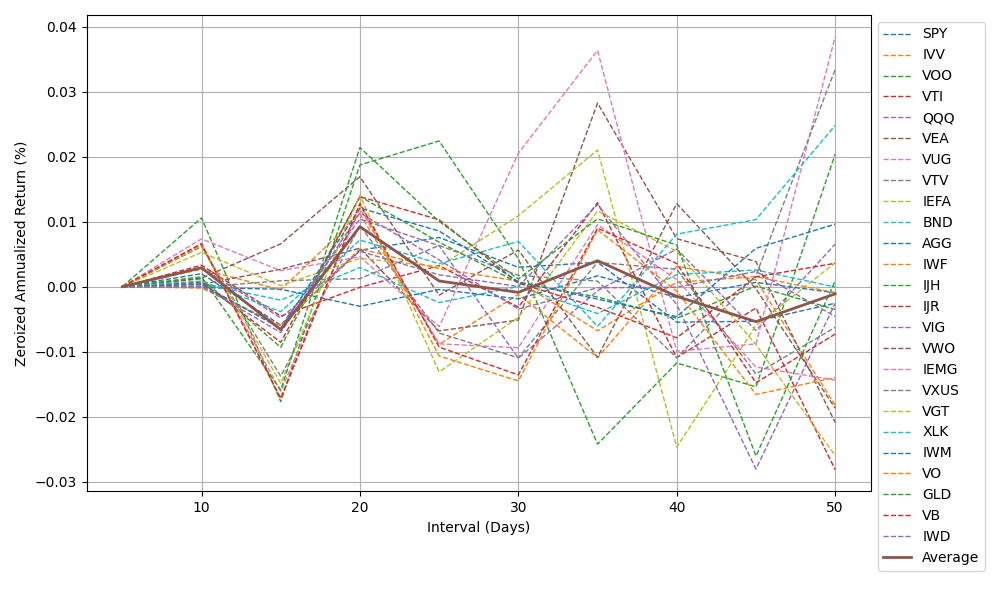 0.04
0.03
0.02
0.01
0.00
−0.01
−0.02
−0.03
Zeroized Annualized Return (%)
10
20
30
40
50
Interval (Days)
SPY
IVV
VOO
VTI
QQQ
VEA
VUG
VTV
IEFA
BND
AGG
IWF
IJH
IJR
VIG
VWO
IEMG
VXUS
VGT
XLK
IWM
VO
GLD
VB
IWD
Average